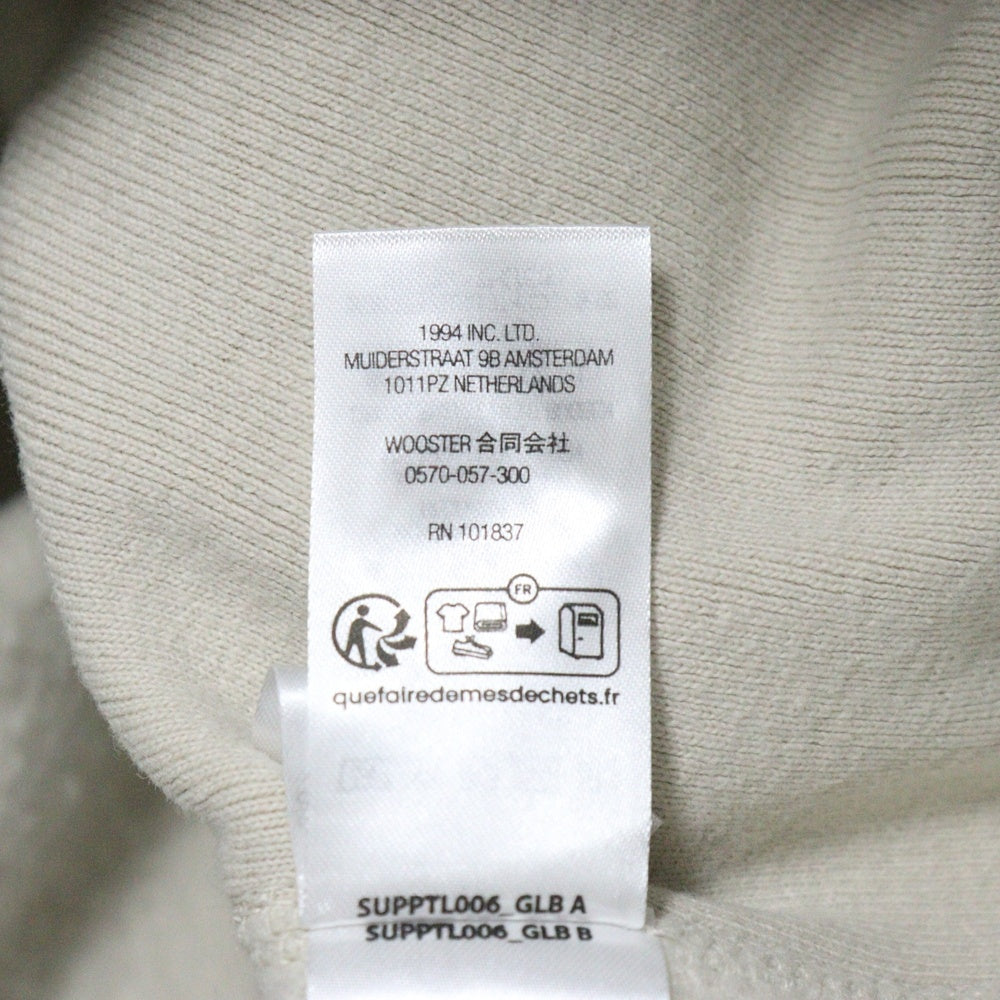 1994 INC. LTD.
MUIDERSTRAAT 9B AMSTERDAM
1011PZ NETHERLANDS
WOOSTER 合同会社
0570-057-300
RN 101837
FR
quefairedemesdechets.fr
SUPPTL006_GLB A
SUPPTL006_GLB B